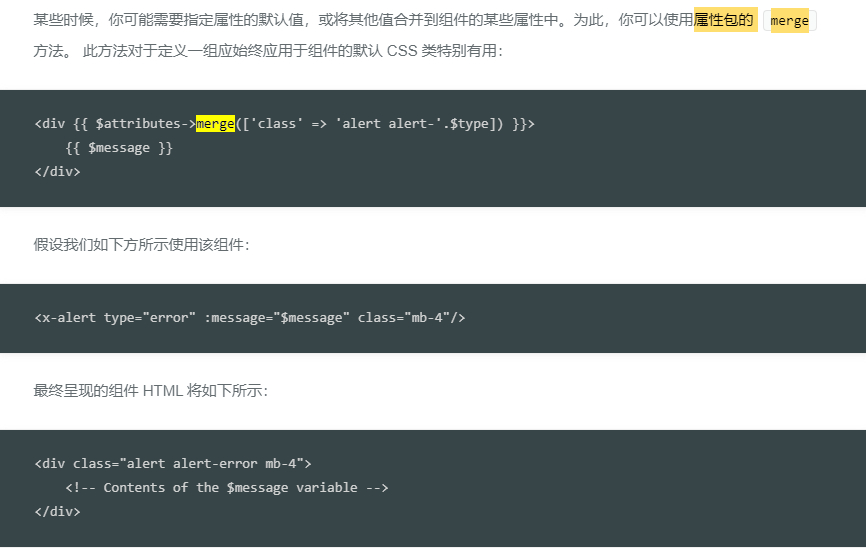 某些时候，你可能需要指定属性的默认值，或将其他值合并到组件的某些属性中。为此，你可以使用属性包的 merge
方法。 此方法对于定义一组应始终应用于组件的默认 CSS 类特别有用：
<div {{ $attributes->merge(['class' => 'alert alert-'.$type]) }}>
    {{ $message }}
</div>
假设我们如下方所示使用该组件：
<x-alert type="error" :message="$message" class="mb-4"/>
最终呈现的组件 HTML 将如下所示：
<div class="alert alert-error mb-4">
    <!-- Contents of the $message variable -->
</div>